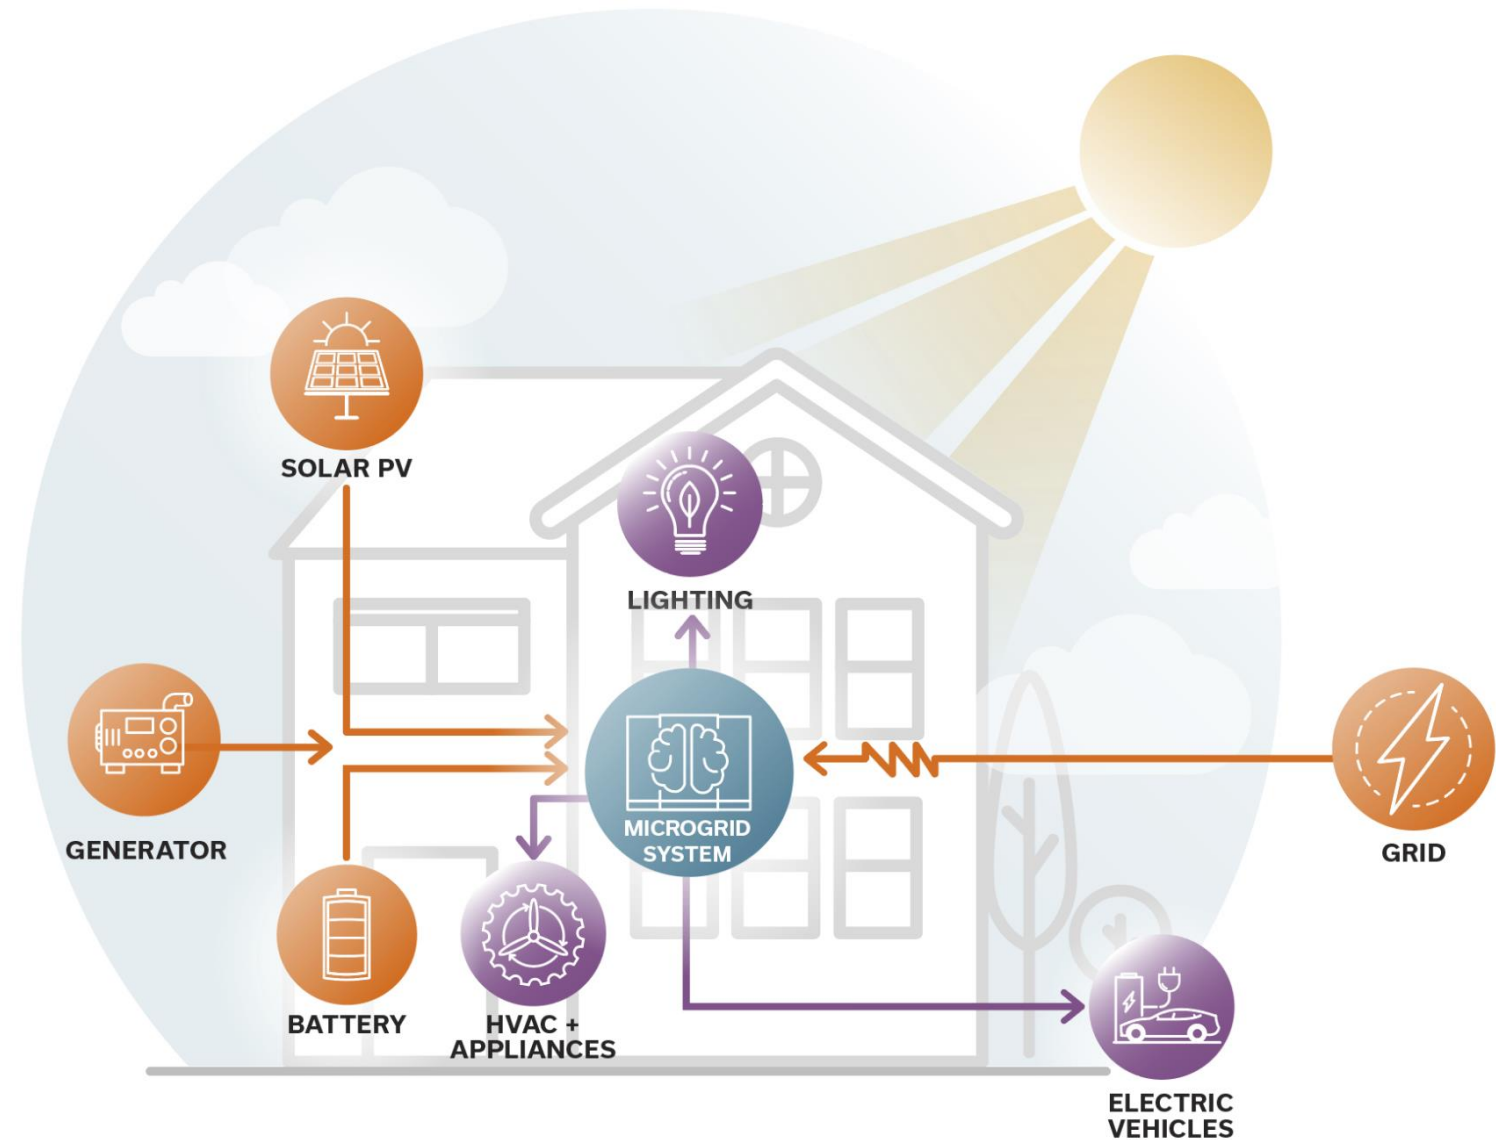 SOLAR PV
LIGHTING
GENERATOR
MICROGRID
SYSTEM
GRID
BATTERY
HVAC +
APPLIANCES
ELECTRIC
VEHICLES